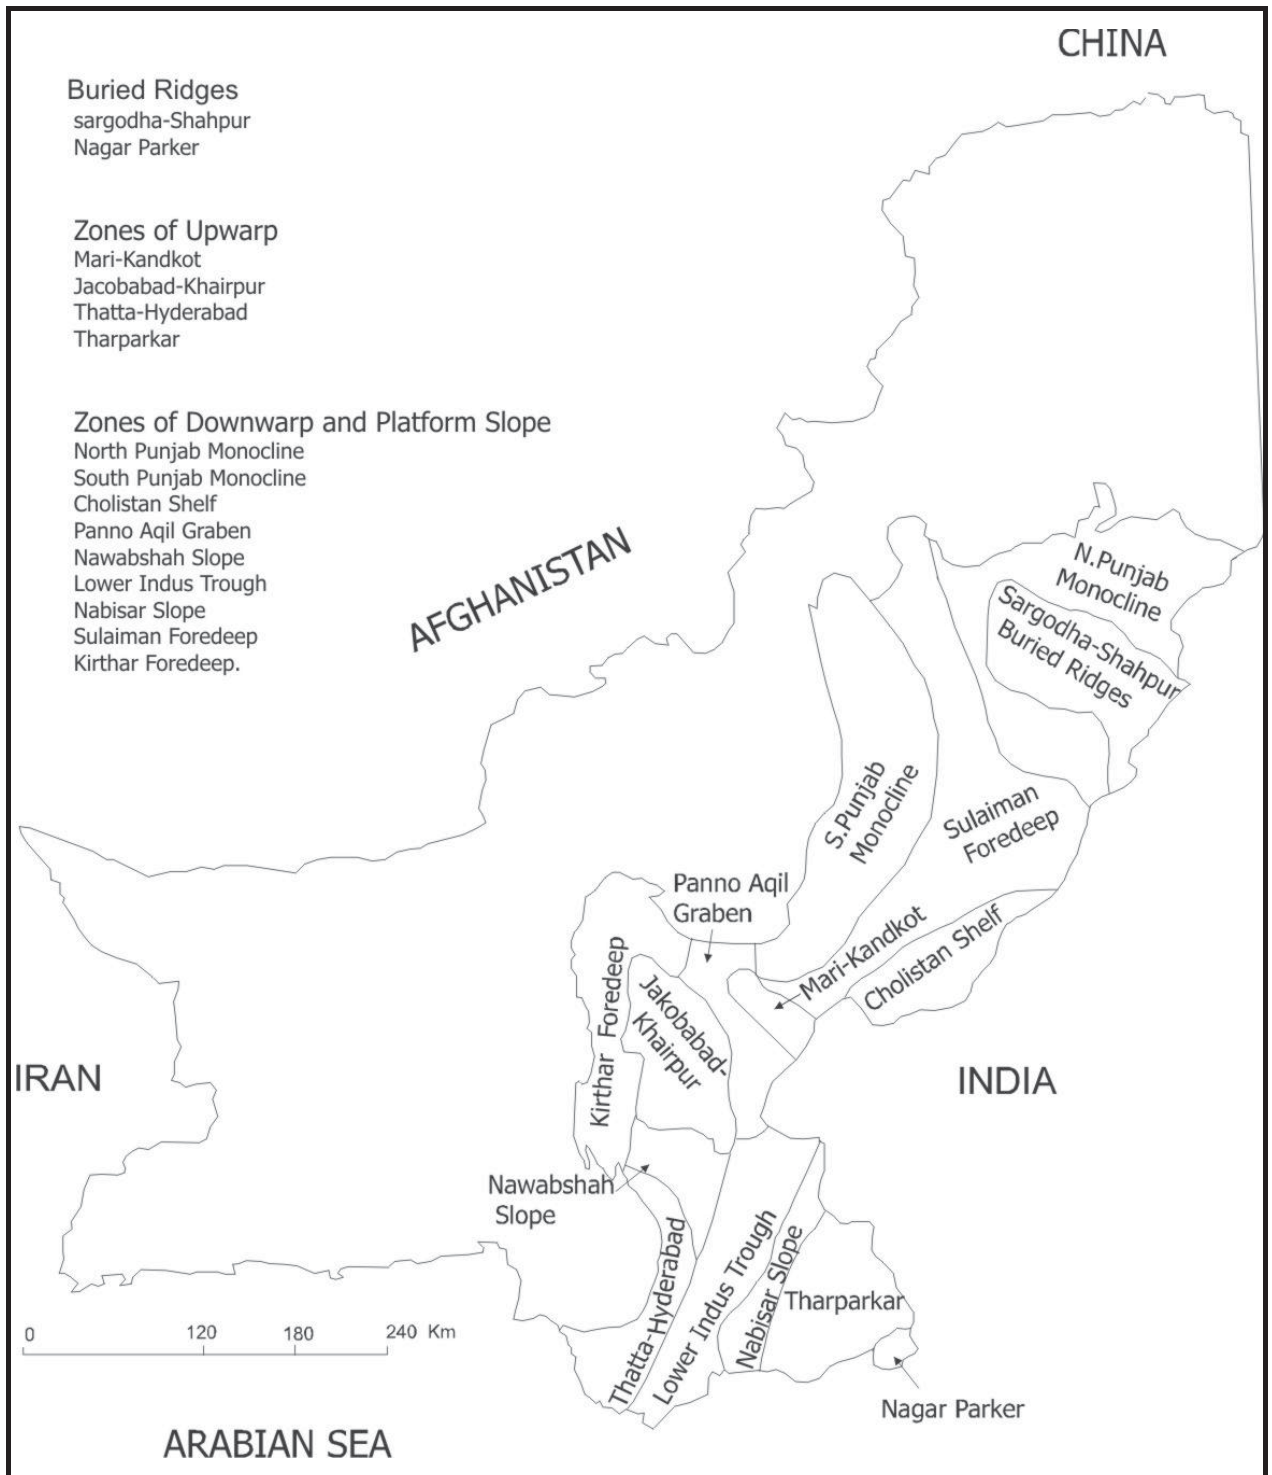 CHINA
Buried Ridges
sargodha-Shahpur
Nagar Parker
Zones of Upwarp
Mari-Kandkot
Jacobabad-Khairpur
Thatta-Hyderabad
Tharparkar
Zones of Downwarp and Platform Slope
North Punjab Monocline
South Punjab Monocline
Cholistan Shelf
Panno Aqil Graben
Nawabshah Slope
Lower Indus Trough
Nabisar Slope
Sulaiman Foredeep
Kirthar Foredeep.
AFGHANISTAN
N.Punjab
Monocline
Sargodha-Shahpur
Buried Ridges
S.Punjab
Monocline
Sulaiman
Foredeep
Panno Aqil
Graben
Mari-Kandkot
Cholistan Shelf
Kirthar Foredeep
Jakobabad-
Khairpur
IRAN
INDIA
Nawabshah
Slope
Thatta-Hyderabad
Lower Indus Trough
Nabisar Slope
Tharparkar
0 120 180 240 Km
Nagar Parker
ARABIAN SEA